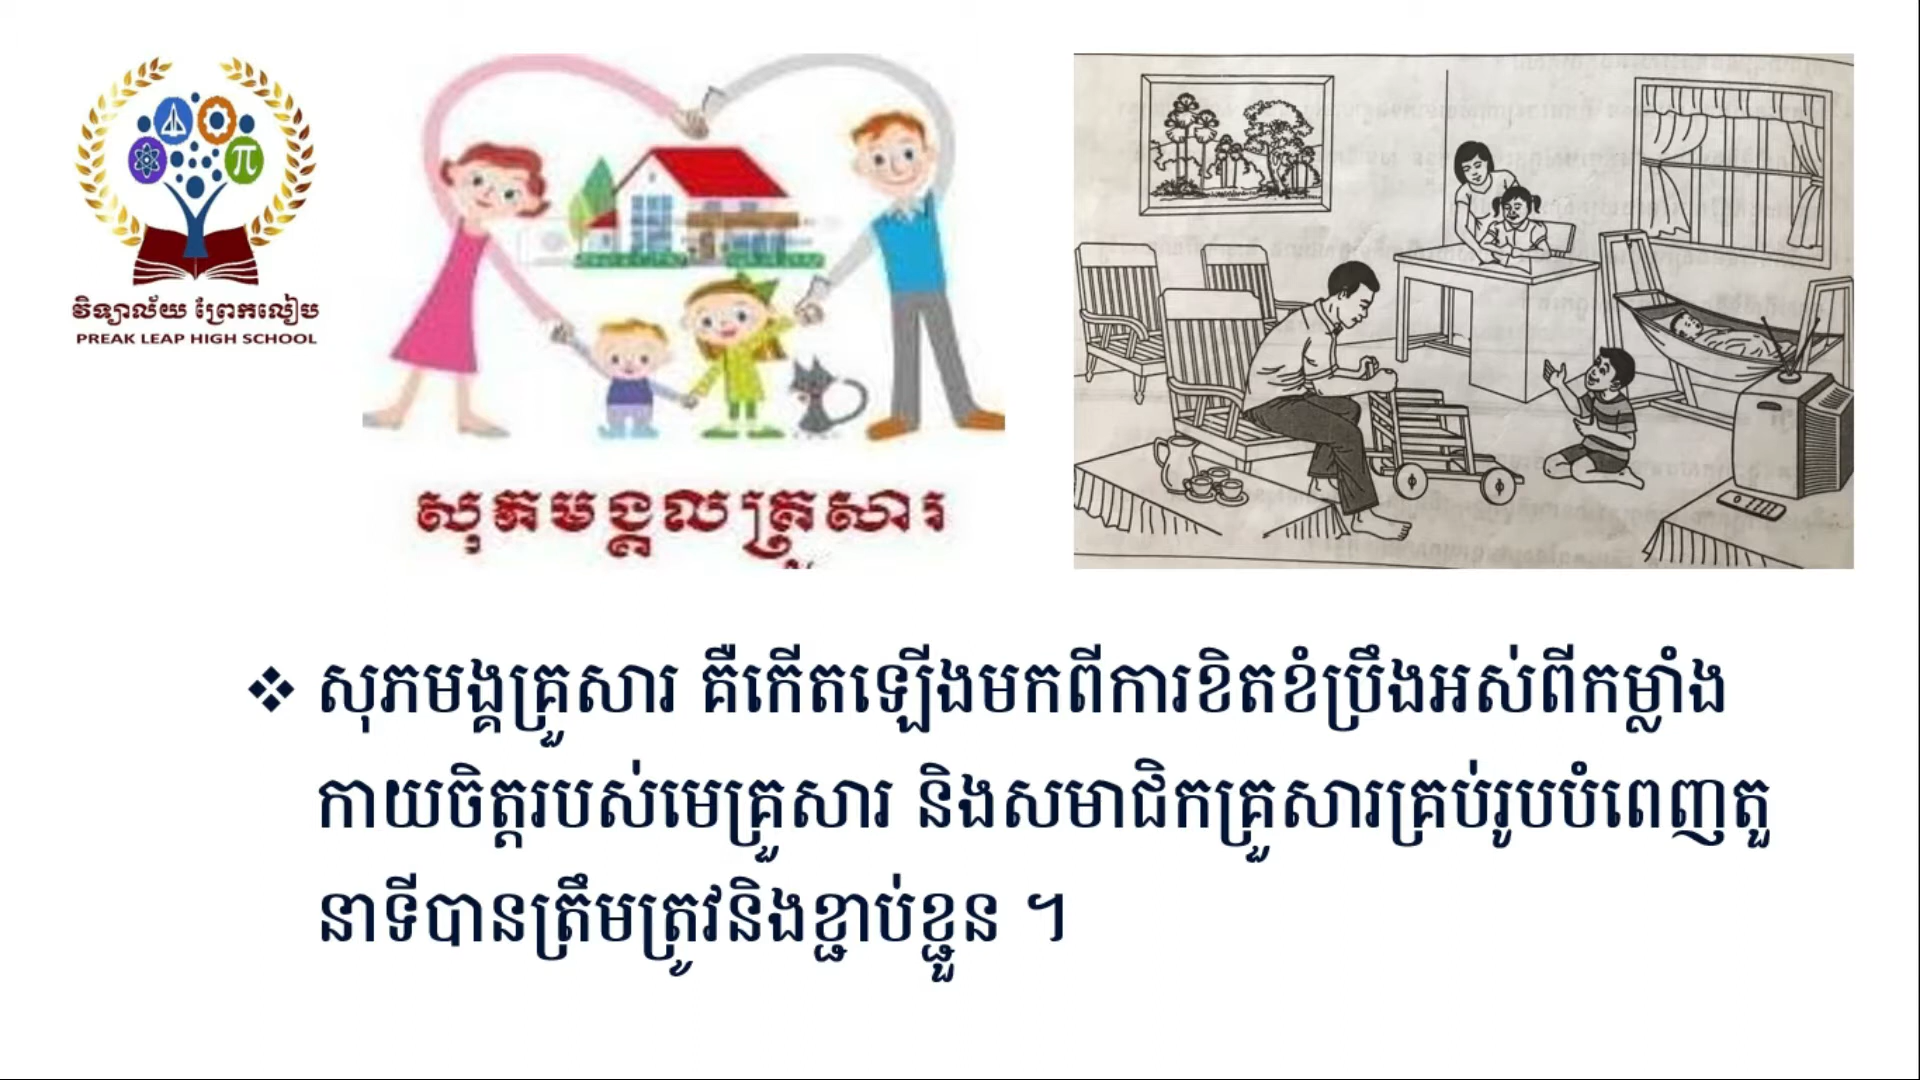 វិទ្យាល័យ ព្រែកលៀប
PREAK LEAP HIGH SCHOOL
សុភមង្គលគ្រួសារ
❖ សុភមង្គគ្រួសារ គឺកើតឡើងមកពីការខិតខំប្រឹងអស់ពីកម្លាំង
កាយចិត្តរបស់មេគ្រួសារ និងសមាជិកគ្រួសារគ្រប់រូបបំពេញតួ
នាទីបានត្រឹមត្រូវនិងខ្ជាប់ខ្ជួន ។